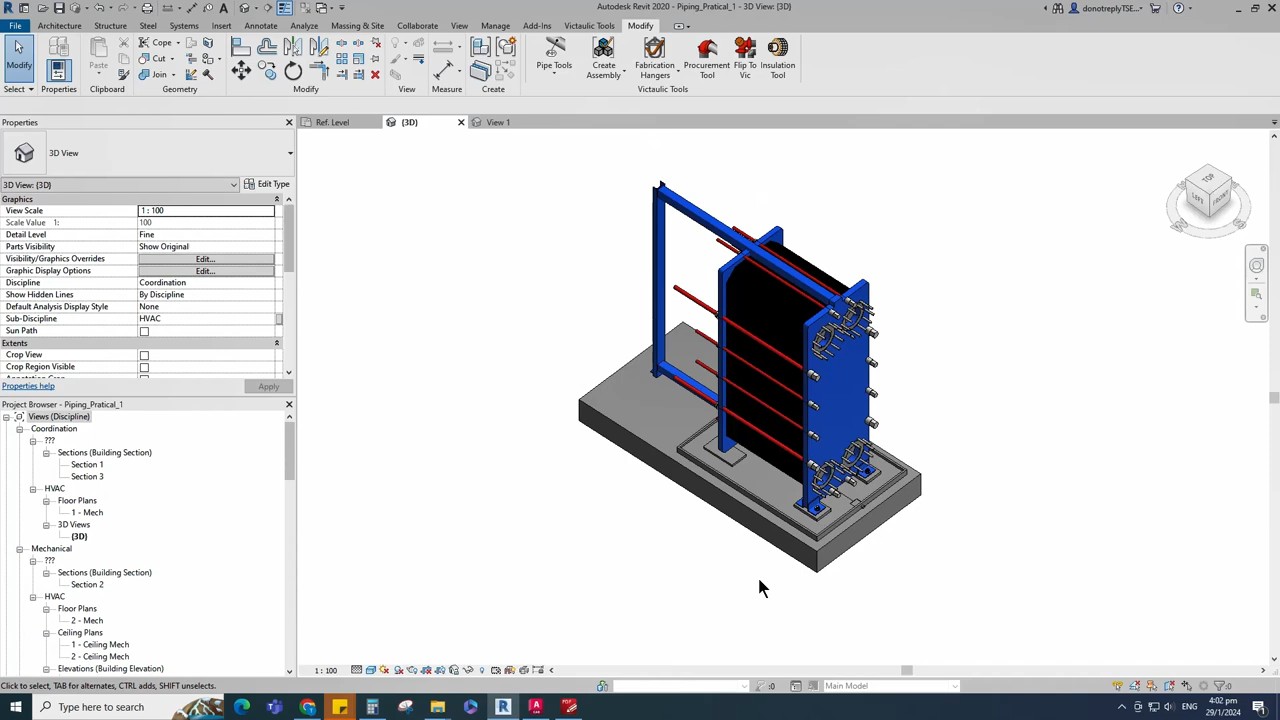 Autodesk Revit 2020 - Piping_Pratical_1 - 3D View: {3D}
donotreplyTSE...
File Architecture Structure Steel Systems Insert Annotate Analyze Massing & Site Collaborate View Manage Add-Ins Victaulic Tools Modify
Modify
Select
Properties
Paste
Clipboard
Cope
Cut
Join
Geometry
Modify
View
Measure
Create
Pipe Tools
Create Assembly
Fabrication Hangers
Procurement Tool
Flip To Vic
Insulation Tool
Victaulic Tools
Properties
Ref. Level
{3D}
View 1
3D View
3D View: {3D}
Edit Type
Graphics
View Scale 1 : 100
Scale Value 1: 100
Detail Level Fine
Parts Visibility Show Original
Visibility/Graphics Overrides Edit...
Graphic Display Options Edit...
Discipline Coordination
Show Hidden Lines By Discipline
Default Analysis Display Style None
Sub-Discipline HVAC
Sun Path
Extents
Crop View
Crop Region Visible
Properties help
Apply
Project Browser - Piping_Pratical_1
Views (Discipline)
Coordination
???
Sections (Building Section)
Section 1
Section 3
HVAC
Floor Plans
1 - Mech
3D Views
{3D}
Mechanical
???
Sections (Building Section)
Section 2
HVAC
Floor Plans
2 - Mech
Ceiling Plans
1 - Ceiling Mech
2 - Ceiling Mech
Elevations (Building Elevation)
TOP
LEFT
FRONT
1 : 100
Click to select, TAB for alternates, CTRL adds, SHIFT unselects.
:0
Main Model
:0
Type here to search
4:02 PM
29/1/2024